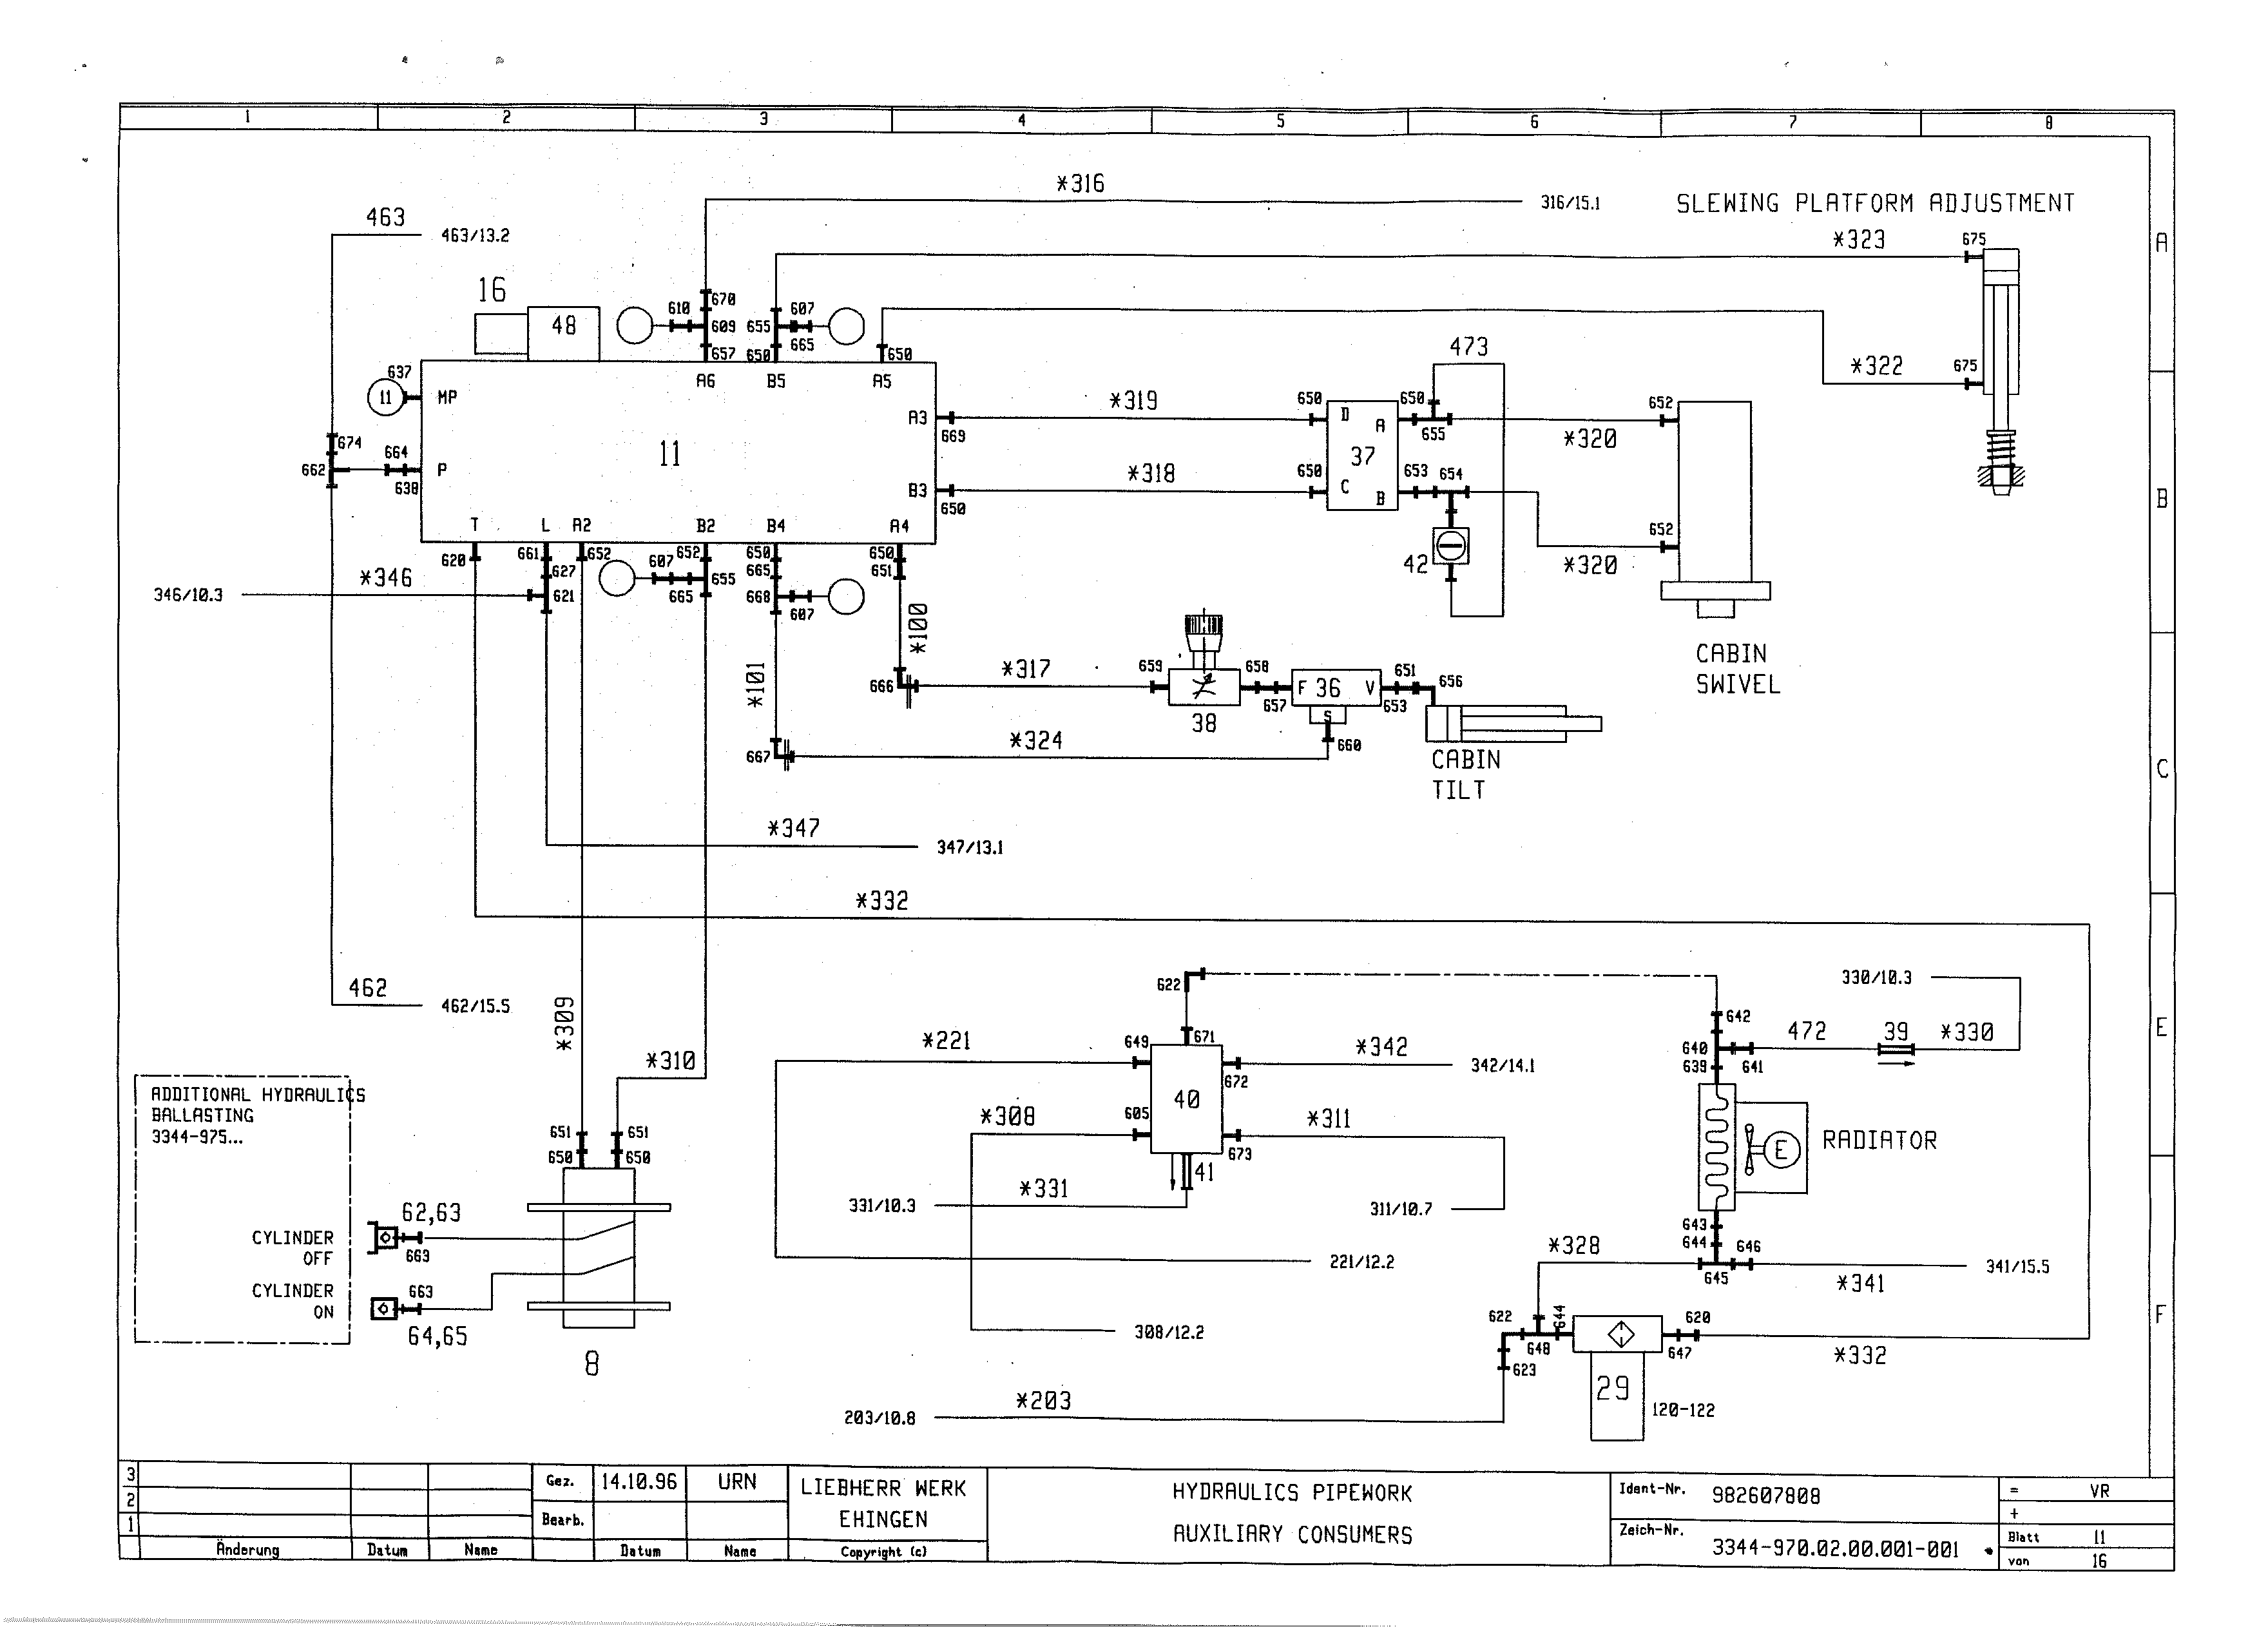 1 2 3 4 5 6 7 8
*316
316/15.1
SLEWING PLATFORM ADJUSTMENT
463
463/13.2
*323
675
A
16
48
610
670
609
657
607
655
665
650
650
473
*322
675
637
11
MP
A6
B5
A5
A3
669
*319
650
D
A
650
655
*320
652
674
662
664
638
P
11
37
B3
650
*318
650
C
B
653
654
652
B
T
L
A2
B2
B4
A4
620
661
627
621
652
607
652
655
665
650
665
668
607
650
651
42
*320
*346
346/10.3
*100
*101
CABIN
SWIVEL
666
*317
659
658
657
38
F
36
V
S
651
653
656
660
667
*324
CABIN
TILT
C
*347
347/13.1
*332
462
462/15.5
*309
*310
622
671
330/10.3
*221
649
*342
342/14.1
672
40
642
640
639
641
472
39
*330
E
ADDITIONAL HYDRAULICS
BALLASTING
3344-975...
651
650
651
650
*308
605
*311
673
41
E
RADIATOR
*331
331/10.3
311/10.7
62,63
CYLINDER
OFF
663
221/12.2
*328
643
644
646
645
341/15.5
*341
CYLINDER
ON
663
64,65
308/12.2
622
644
648
623
620
647
*332
F
8
29
120-122
*203
203/10.8
3
2
1
Änderung
Datum
Name
Gez.
14.10.96
URN
Bearb.
Datum
Name
LIEBHERR WERK
EHINGEN
Copyright (c)
HYDRAULICS PIPEWORK
AUXILIARY CONSUMERS
Ident-Nr. 982607808
Zeich-Nr. 3344-970.02.00.001-001
= VR
+
Blatt 11
von 16